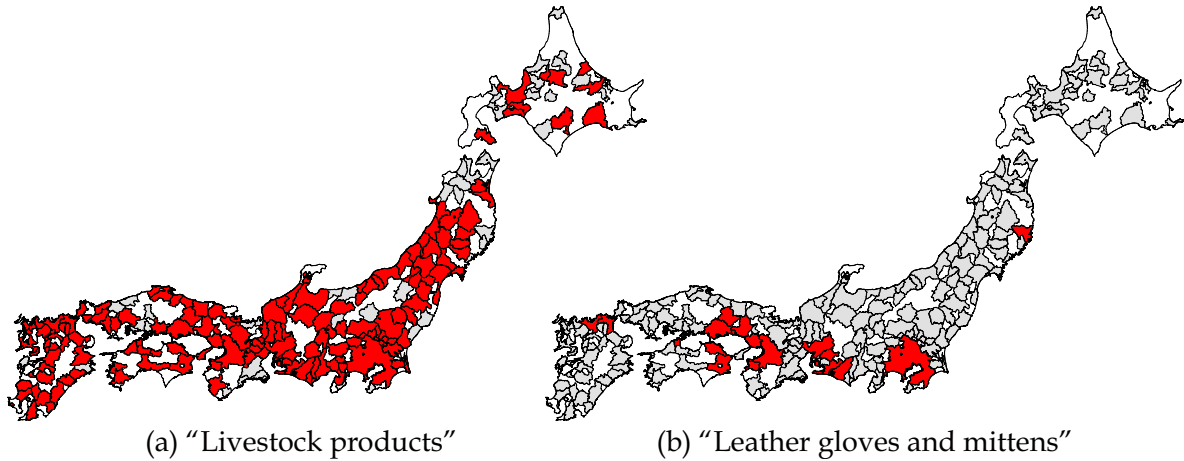 (a) “Livestock products”
(b) “Leather gloves and mittens”